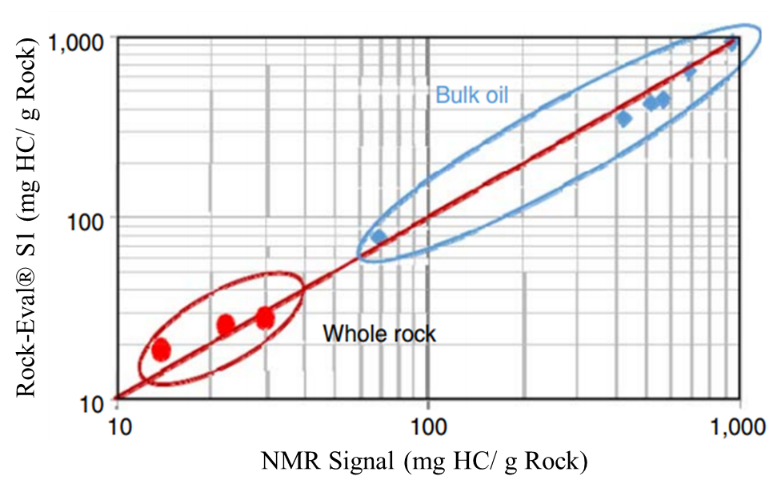 Rock-Eval® S1 (mg HC/ g Rock)
1,000
100
10
Bulk oil
Whole rock
10 100 1,000
NMR Signal (mg HC/ g Rock)